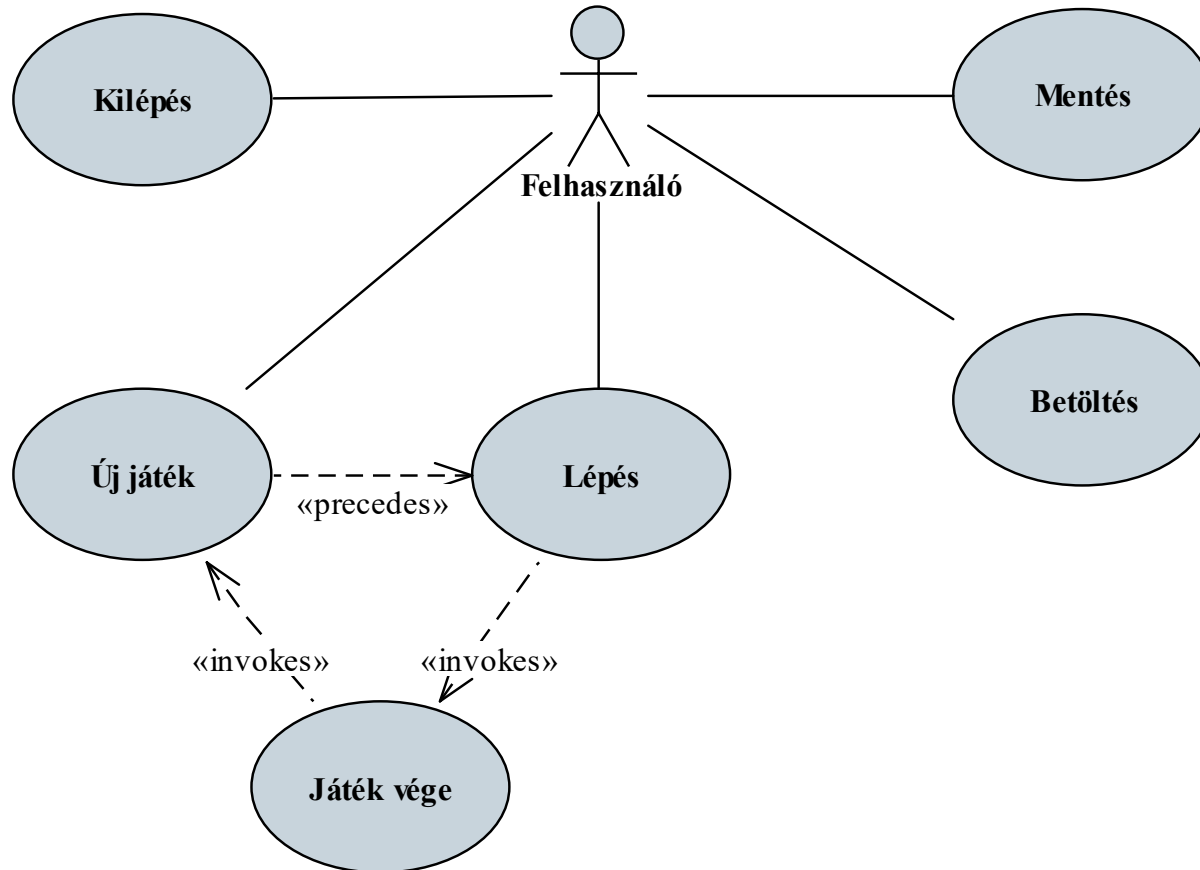 Kilépés
Mentés
Felhasználó
Betöltés
Új játék
Lépés
«precedes»
«invokes»
«invokes»
Játék vége